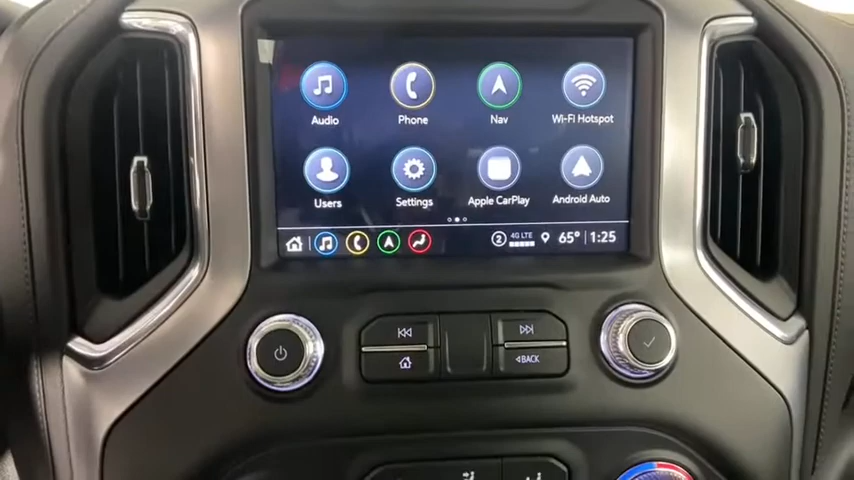 Audio Phone Nav Wi-Fi Hotspot
Users Settings Apple CarPlay Android Auto
2 4G LTE 65° 1:25
BACK